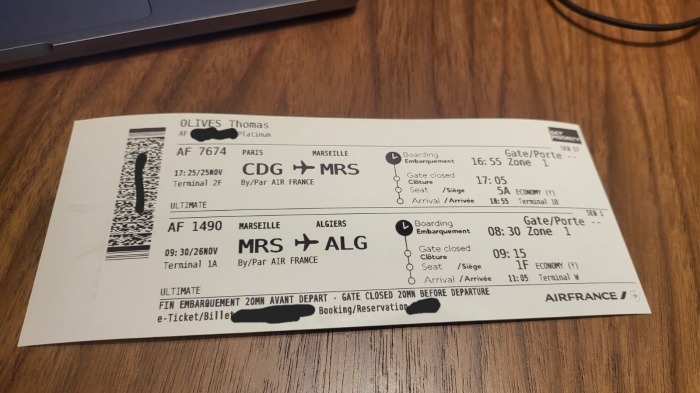 OLIVES Thomas
AF Platinum
SKY PRIORITY
AF 7674 PARIS MARSEILLE
CDG MRS
17:25/25NOV
Terminal 2F By/Par AIR FRANCE
ULTIMATE
Boarding Embarquement 16:55 Zone 1
Gate/Porte --
Gate closed Clôture 17:05
Seat /Siège 5A ECONOMY (Y)
Arrival /Arrivée 18:55 Terminal 1B
AF 1490 MARSEILLE ALGIERS
MRS ALG
09:30/26NOV
Terminal 1A By/Par AIR FRANCE
ULTIMATE
Boarding Embarquement 08:30 Zone 1
Gate/Porte --
Gate closed Clôture 09:15
Seat /Siège 1F ECONOMY (Y)
Arrival /Arrivée 11:05 Terminal W
FIN EMBARQUEMENT 20MN AVANT DEPART - GATE CLOSED 20MN BEFORE DEPARTURE
e-Ticket/Billet Booking/Reservation
AIRFRANCE